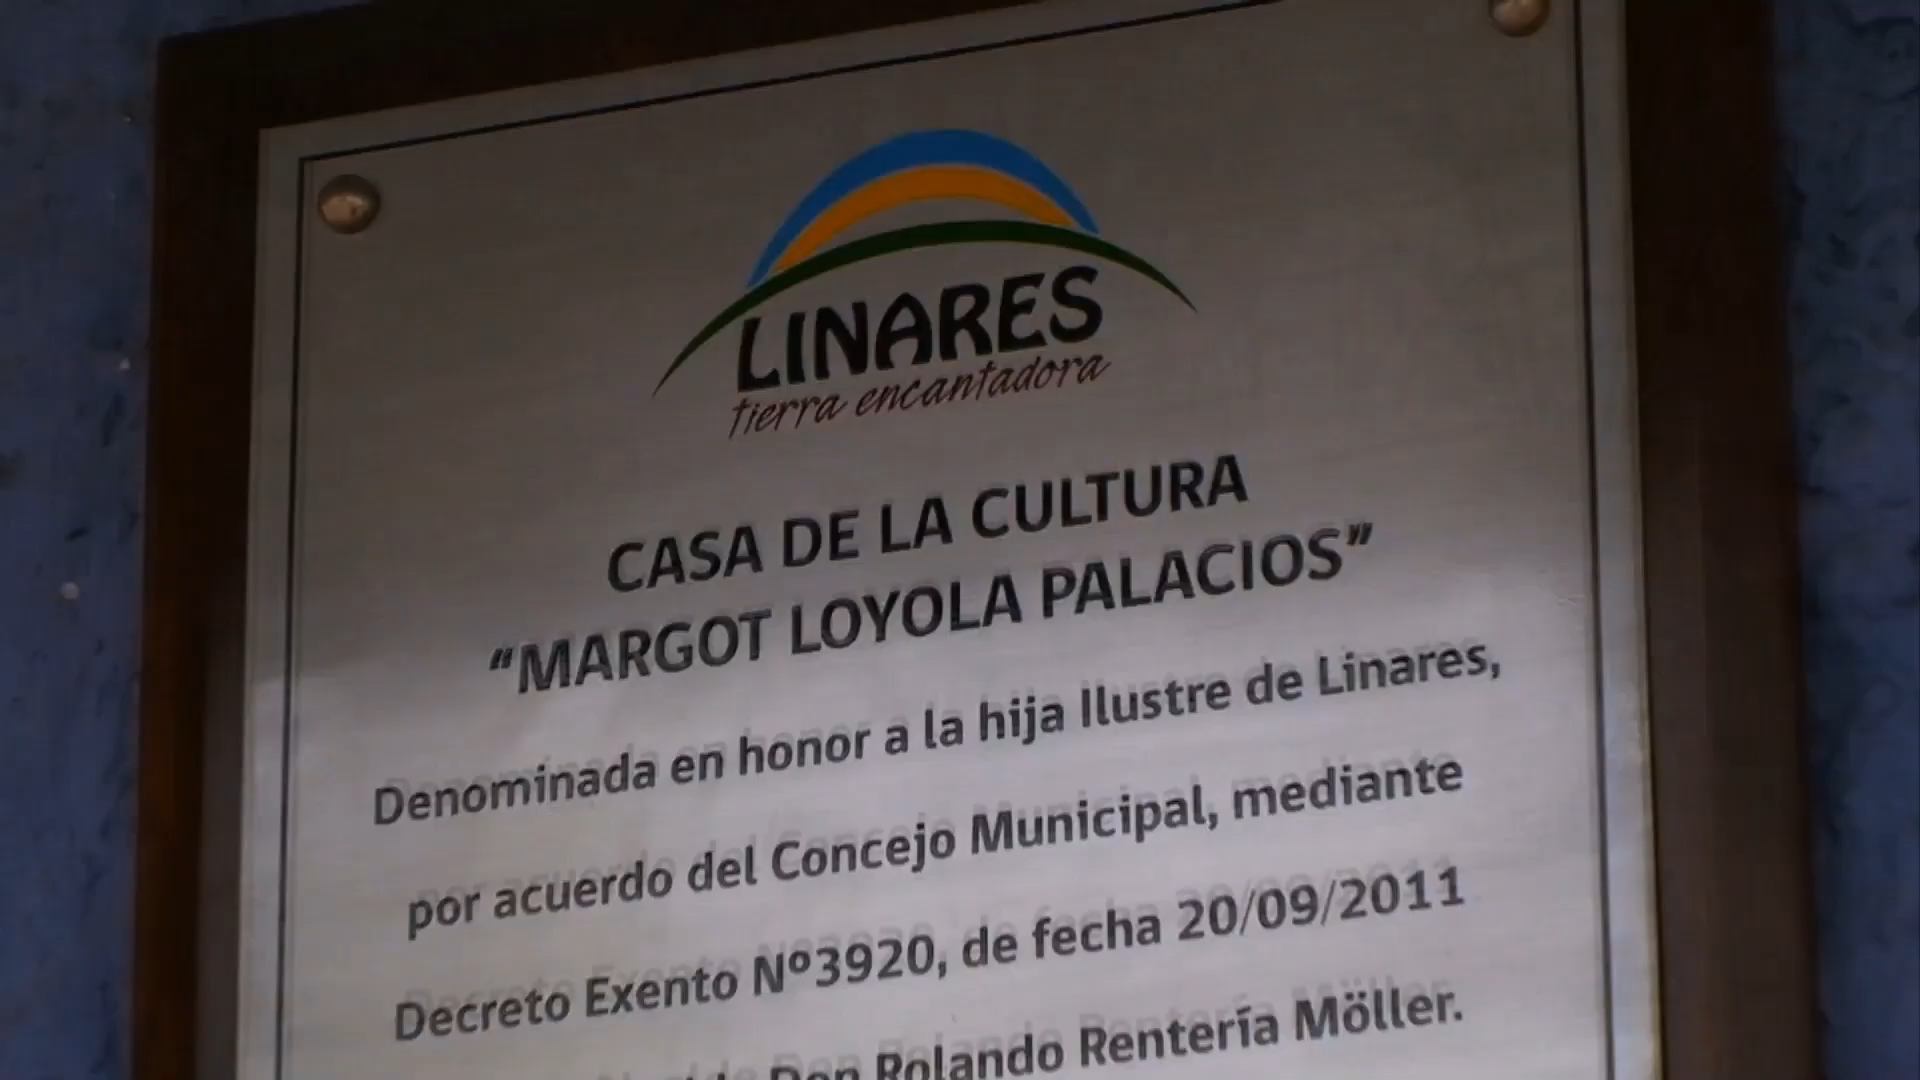 LINARES
tierra encantadora
CASA DE LA CULTURA
“MARGOT LOYOLA PALACIOS”
Denominada en honor a la hija Ilustre de Linares,
por acuerdo del Concejo Municipal, mediante
Decreto Exento Nº3920, de fecha 20/09/2011
Don Rolando Rentería Möller.